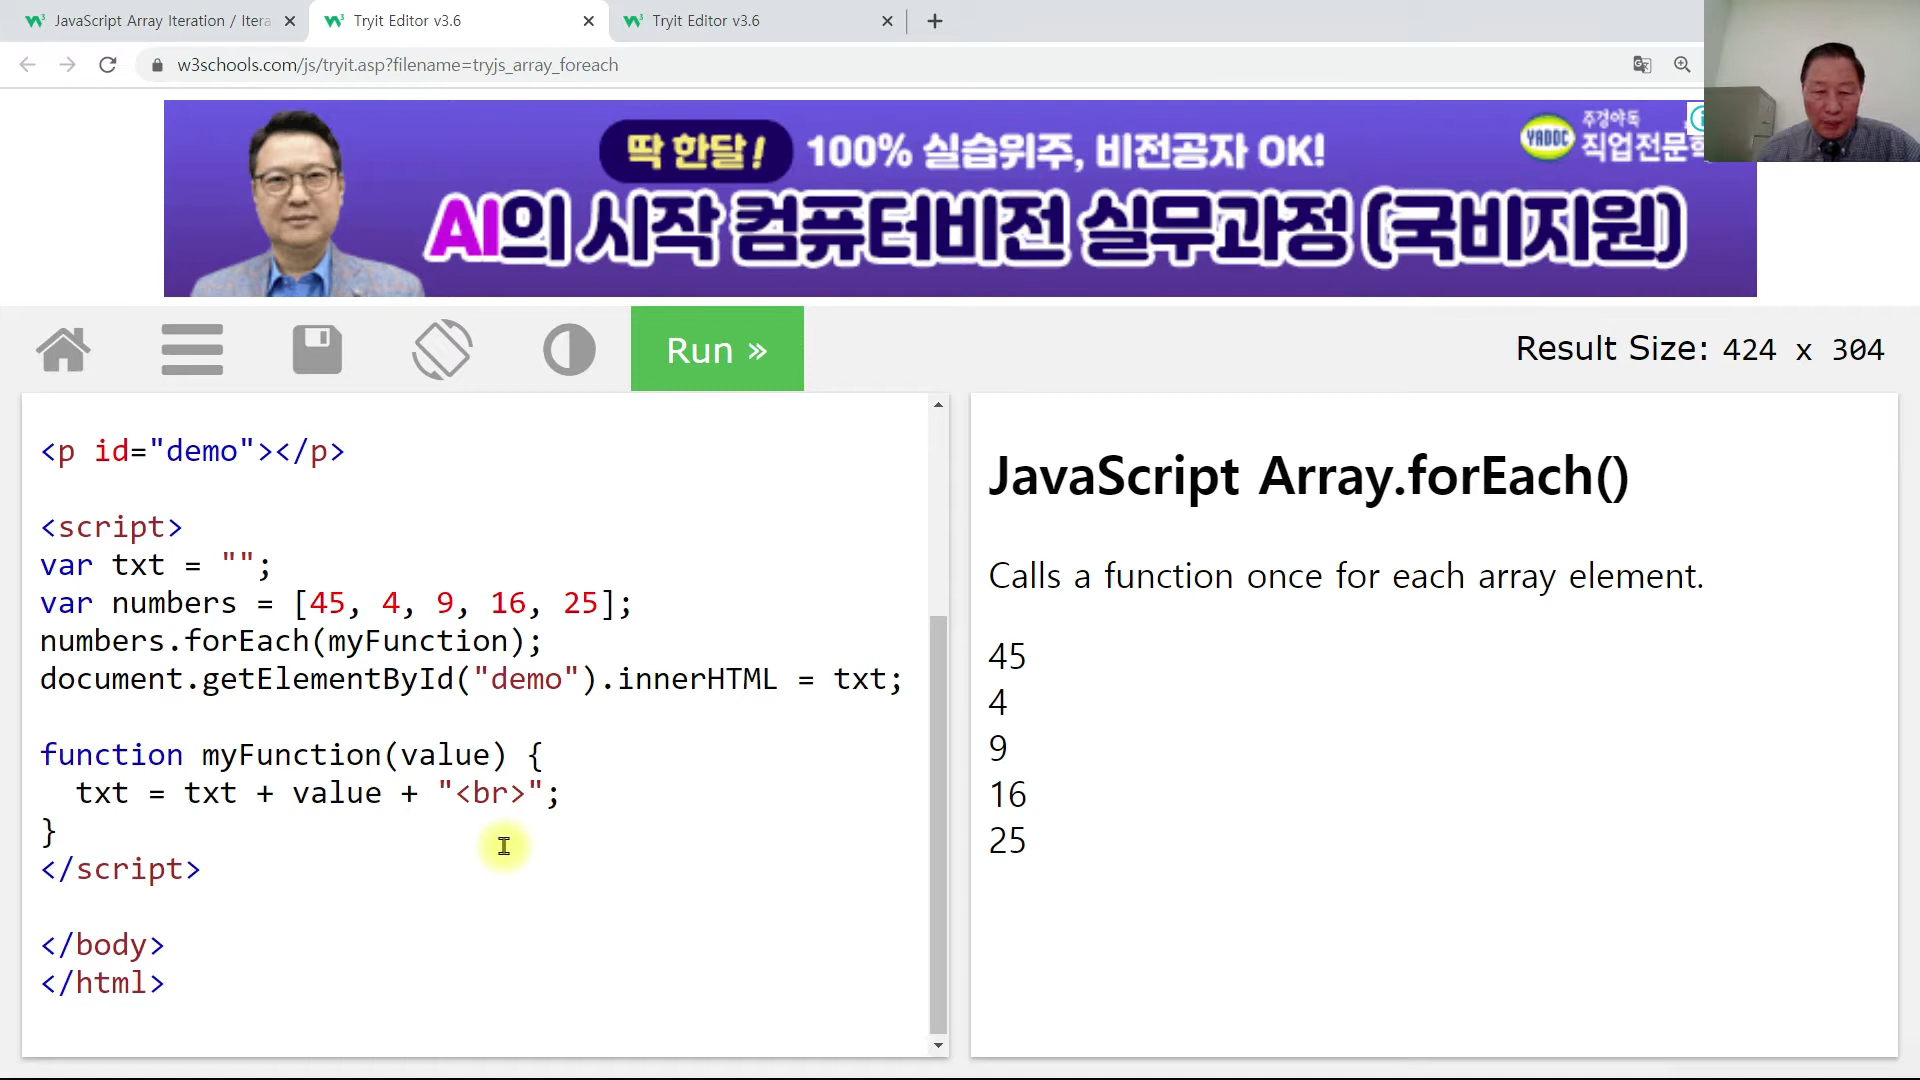 JavaScript Array Iteration / Itera
Tryit Editor v3.6
Tryit Editor v3.6
w3schools.com/js/tryit.asp?filename=tryjs_array_foreach
딱 한달! 100% 실습위주, 비전공자 OK!
AI의 시작 컴퓨터비전 실무과정 (국비지원)
YADOC
주경야독
Run »
Result Size: 424 x 304
<p id="demo"></p>
<script>
var txt = "";
var numbers = [45, 4, 9, 16, 25];
numbers.forEach(myFunction);
document.getElementById("demo").innerHTML = txt;
function myFunction(value) {
  txt = txt + value + "<br>";
}
</script>
</body>
</html>
JavaScript Array.forEach()
Calls a function once for each array element.
45
4
9
16
25